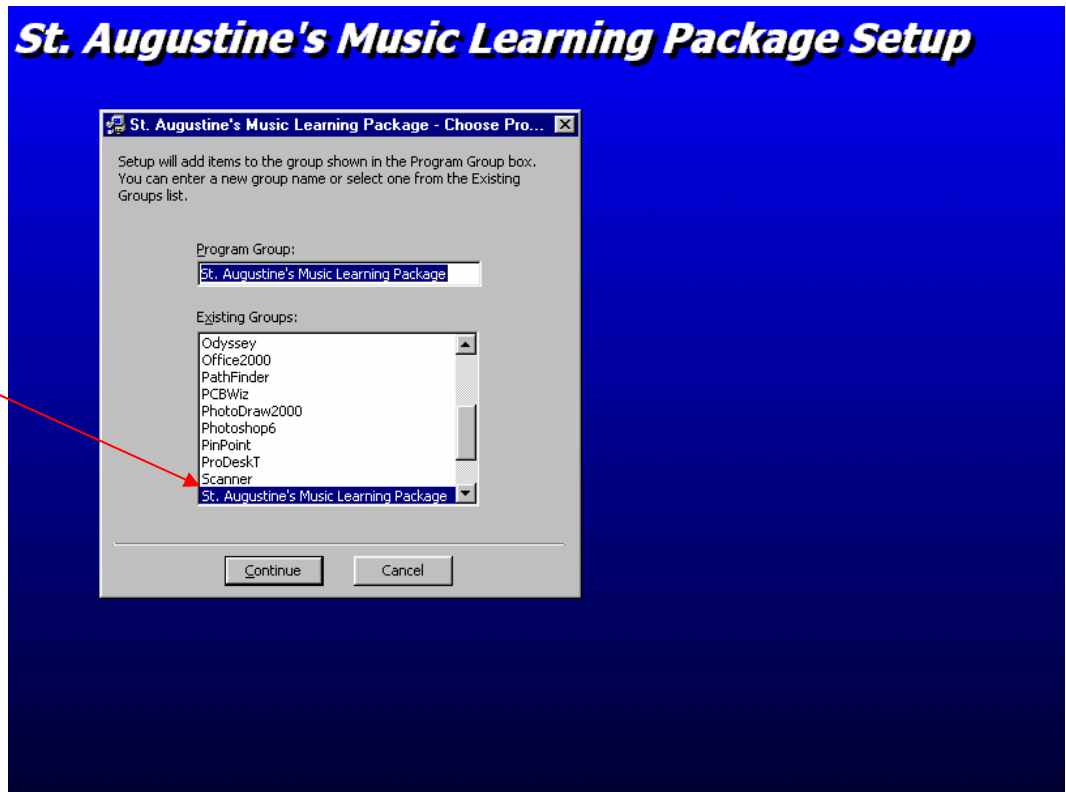 St. Augustine's Music Learning Package Setup
St. Augustine's Music Learning Package - Choose Pro...
Setup will add items to the group shown in the Program Group box.
You can enter a new group name or select one from the Existing
Groups list.
Program Group:
St. Augustine's Music Learning Package
Existing Groups:
Odyssey
Office2000
PathFinder
PCBWiz
PhotoDraw2000
Photoshop6
PinPoint
ProDeskT
Scanner
St. Augustine's Music Learning Package
Continue Cancel